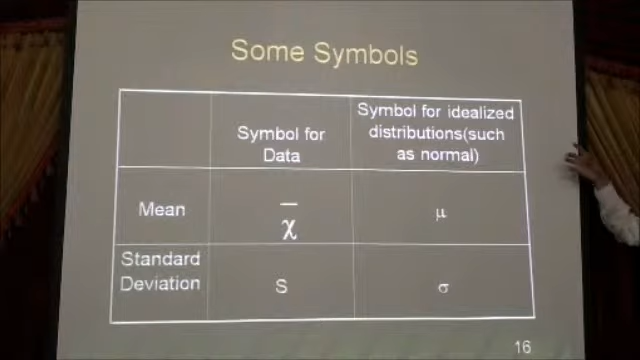 Some Symbols
Symbol for
Data
Symbol for idealized
distributions(such
as normal)
Mean
χ̄
μ
Standard
Deviation
S
σ
16